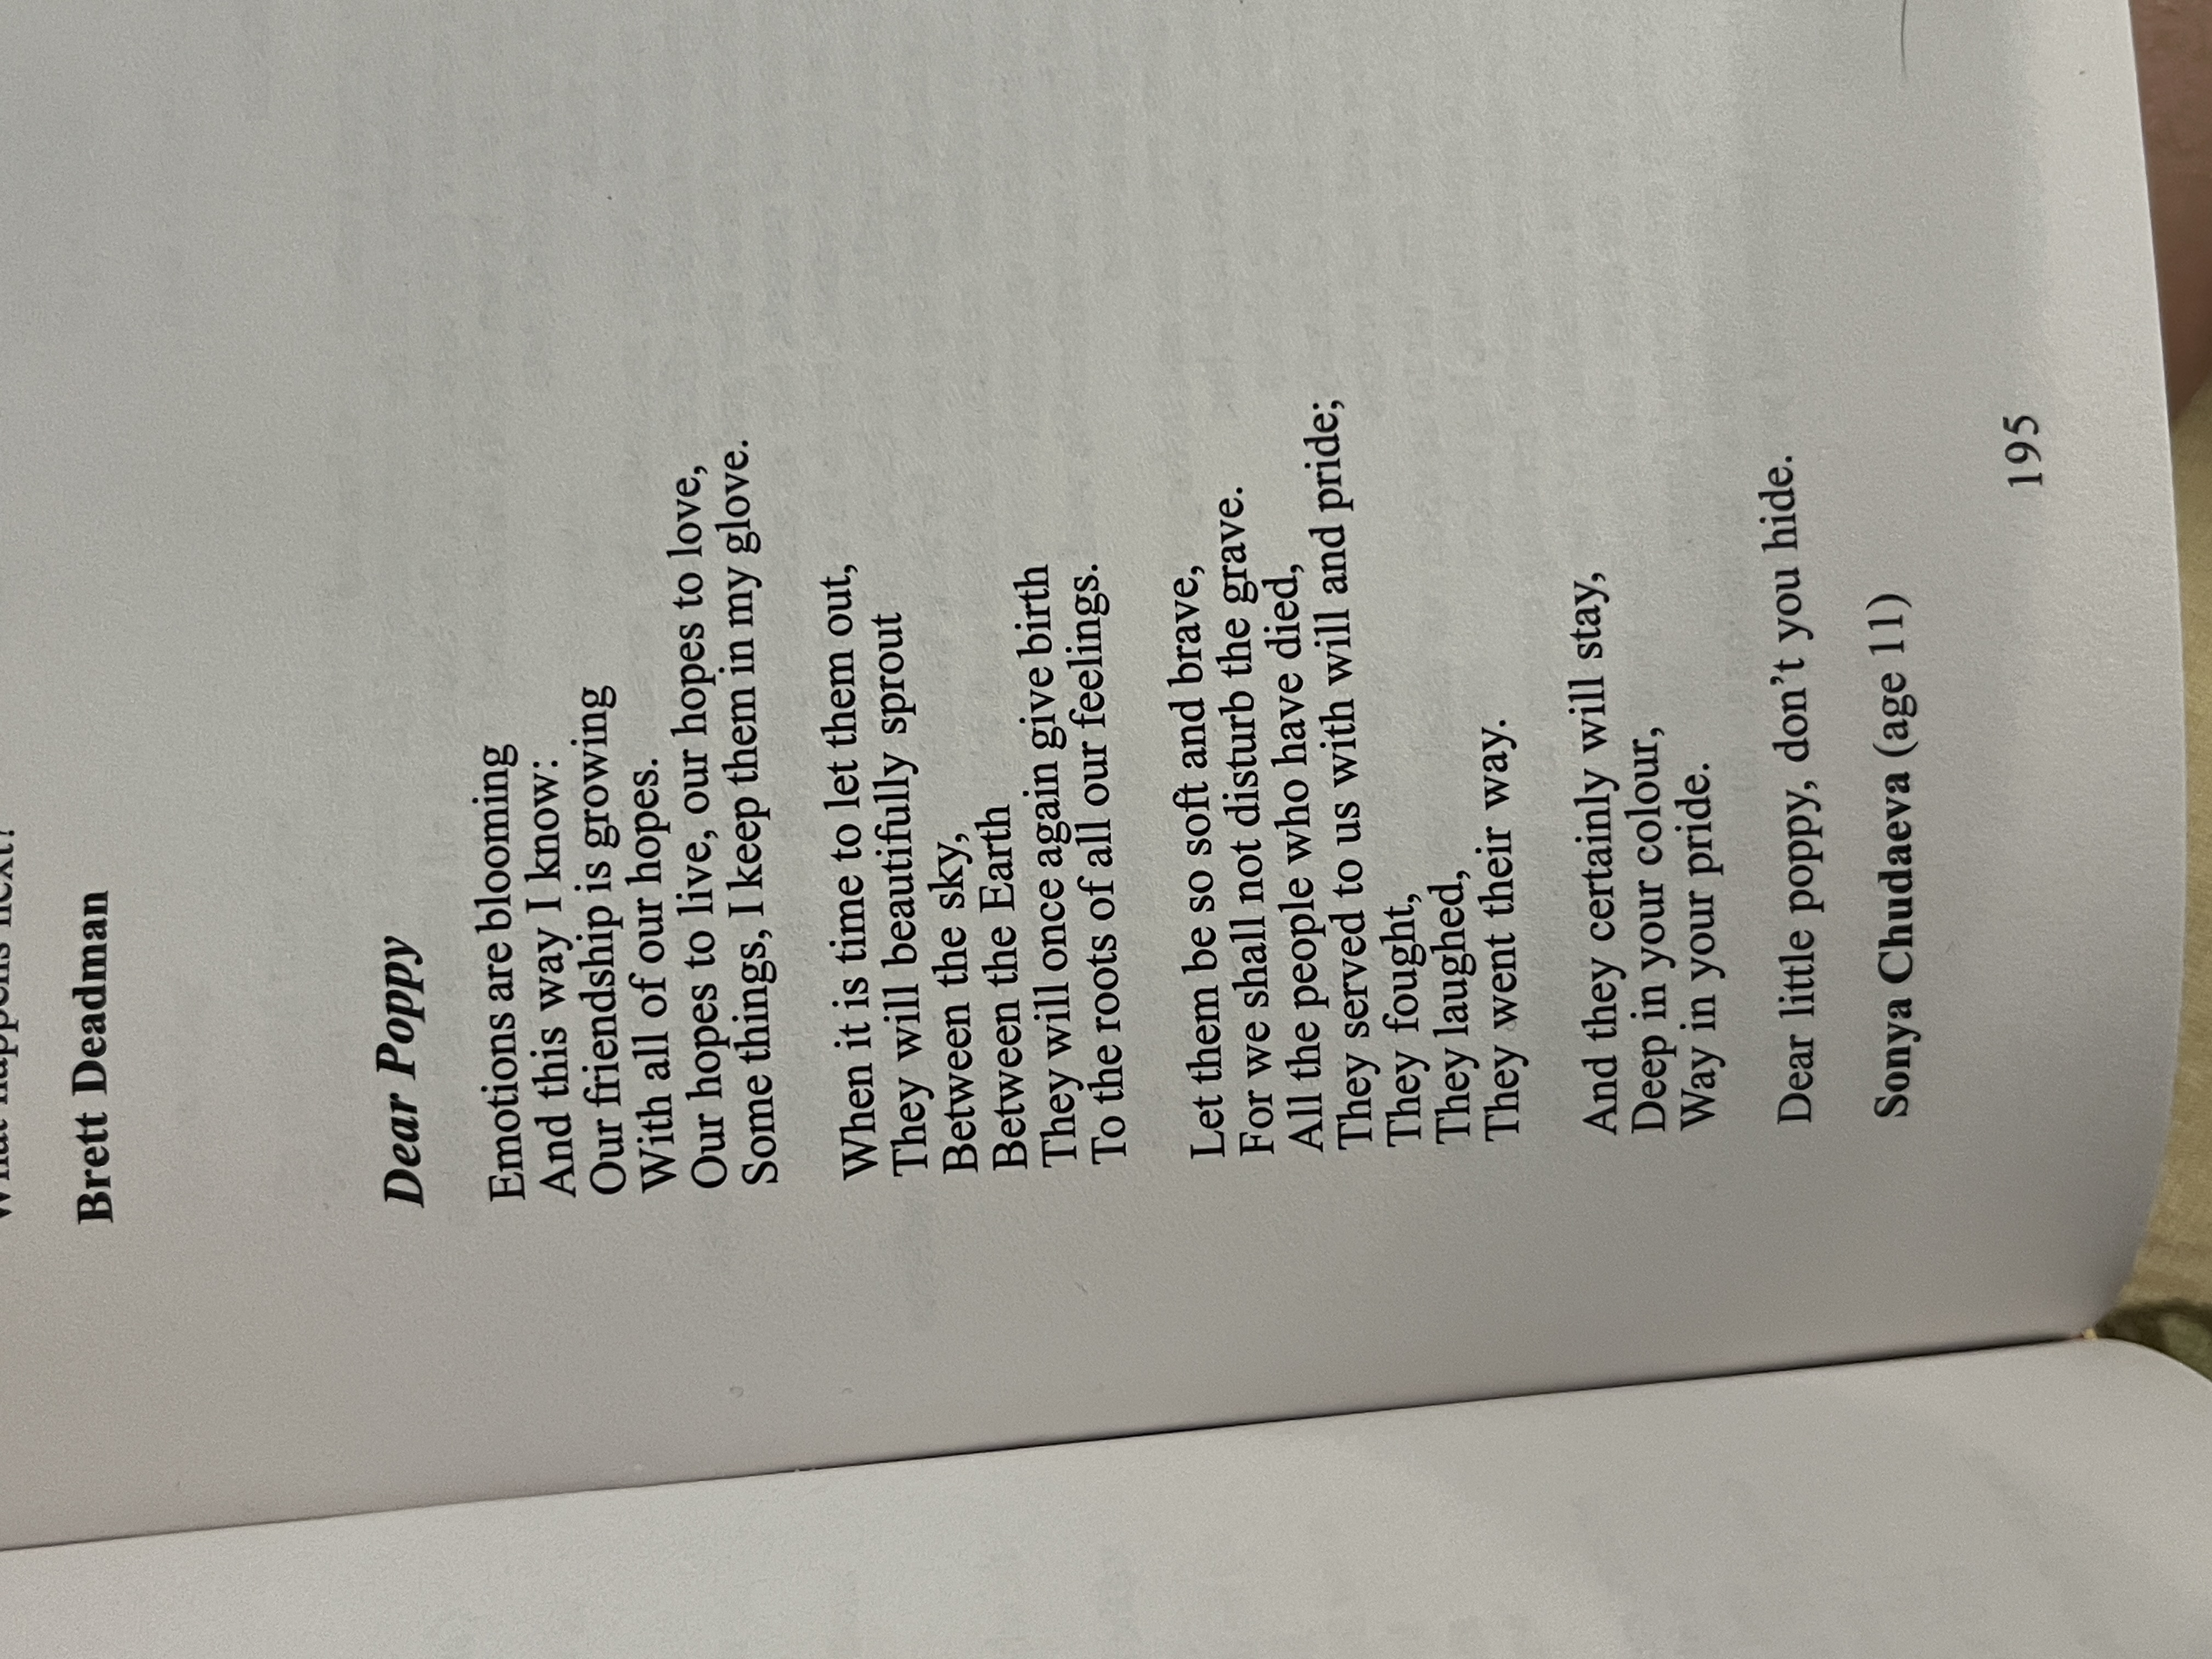 Brett Deadman
Dear Poppy
Emotions are blooming
And this way I know:
Our friendship is growing
With all of our hopes.
Our hopes to live, our hopes to love,
Some things, I keep them in my glove.
When it is time to let them out,
They will beautifully sprout
Between the sky,
Between the Earth
They will once again give birth
To the roots of all our feelings.
Let them be so soft and brave,
For we shall not disturb the grave.
All the people who have died,
They served to us with will and pride;
They fought,
They laughed,
They went their way.
And they certainly will stay,
Deep in your colour,
Way in your pride.
Dear little poppy, don't you hide.
Sonya Chudaeva (age 11)
195